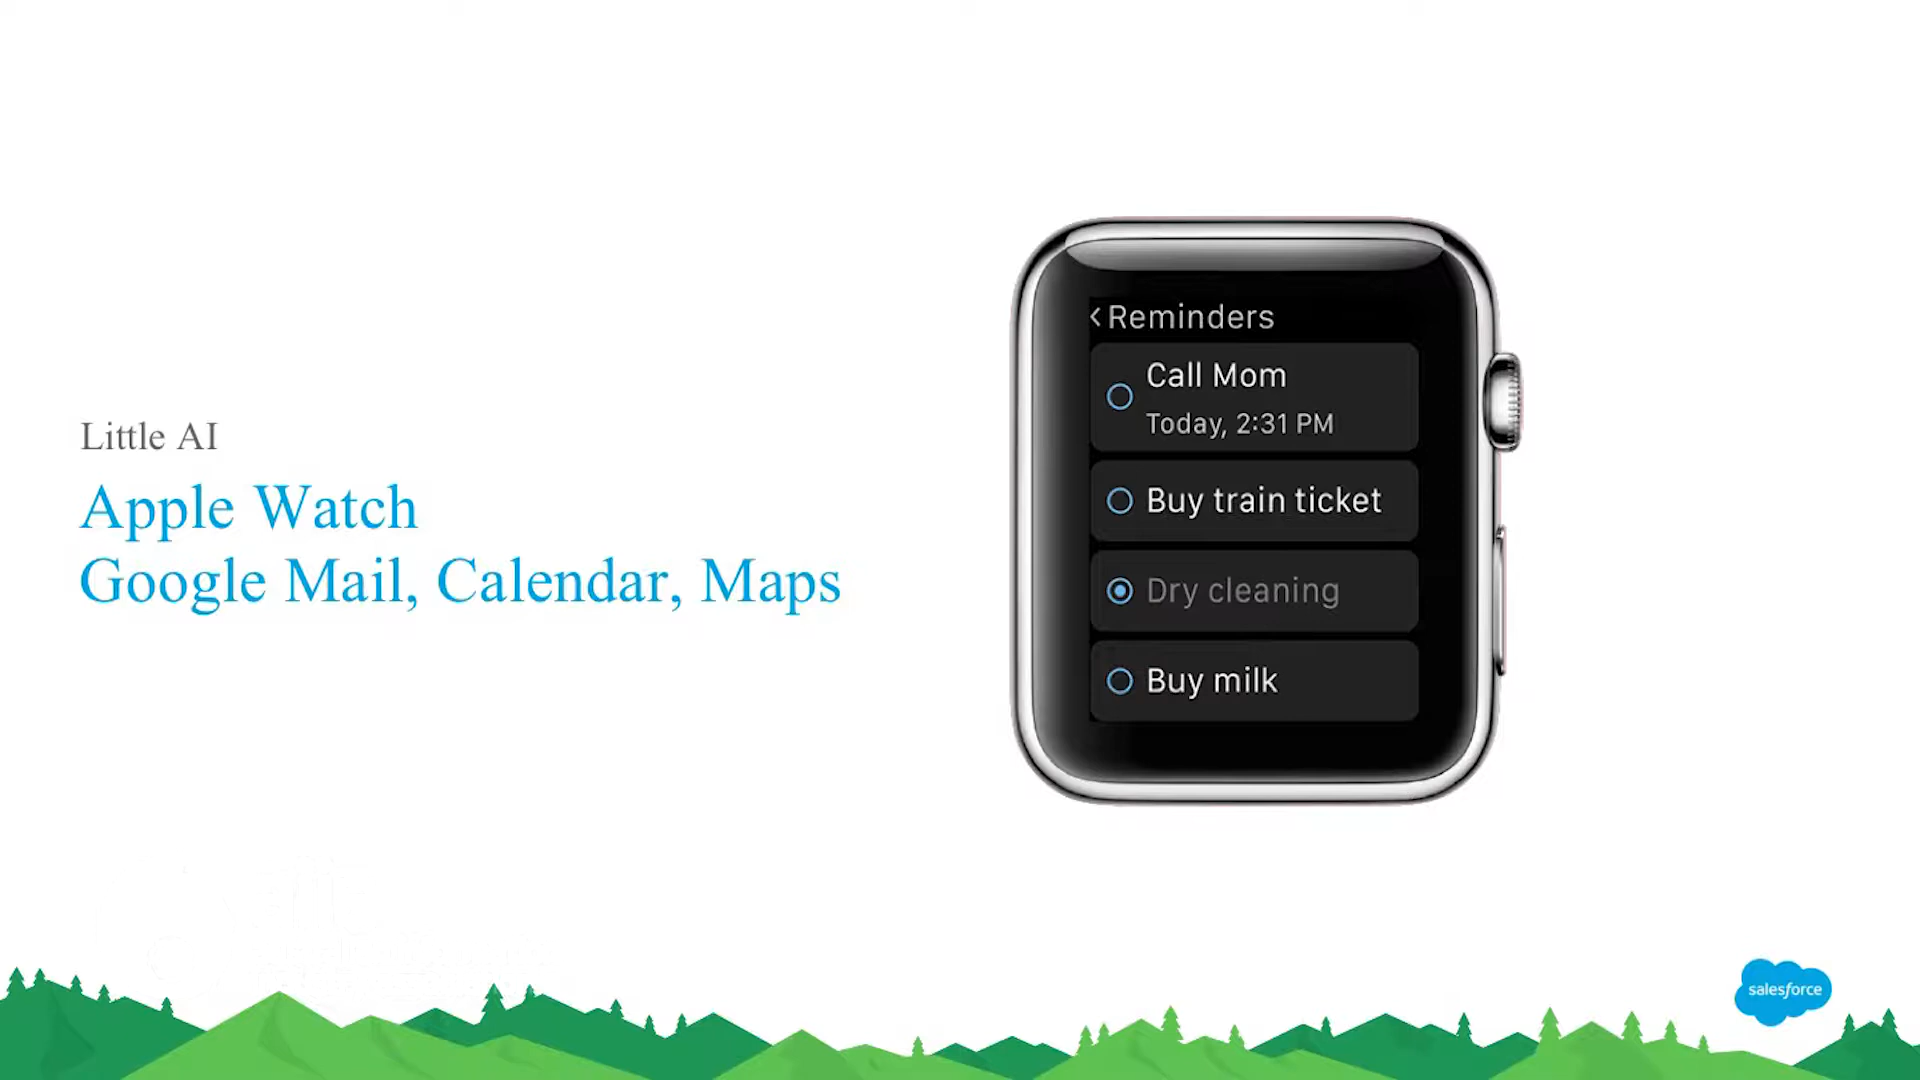 Little AI
Apple Watch
Google Mail, Calendar, Maps
Reminders
Call Mom
Today, 2:31 PM
Buy train ticket
Dry cleaning
Buy milk
salesforce